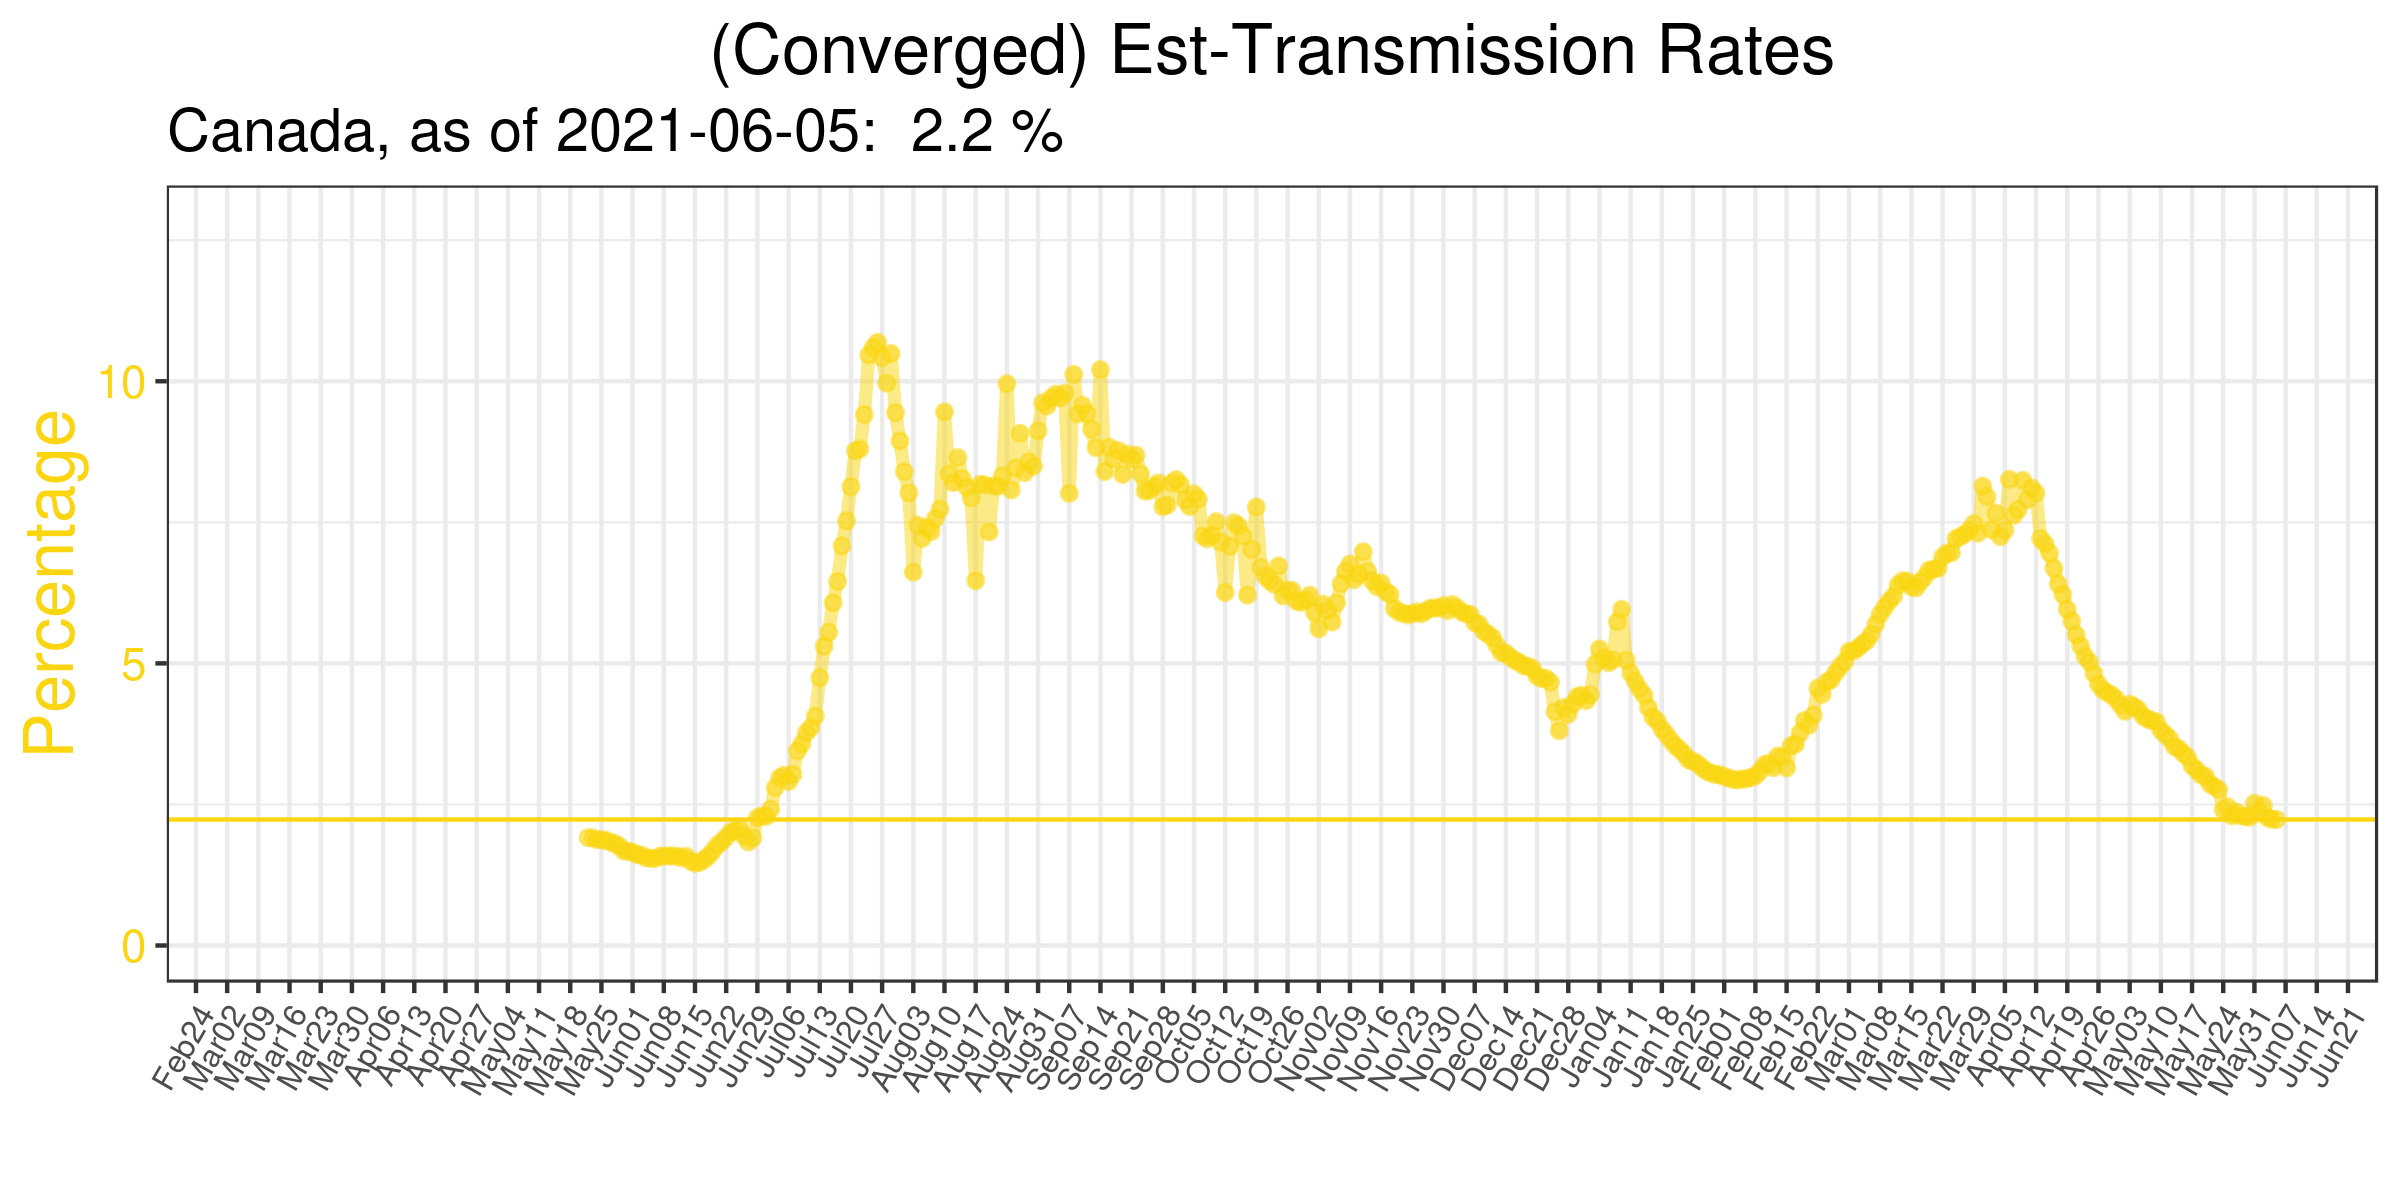 (Converged) Est-Transmission Rates
Canada, as of 2021-06-05:  2.2 %
Percentage
10
5
0
Feb24
Mar02
Mar09
Mar16
Mar23
Mar30
Apr06
Apr13
Apr20
Apr27
May04
May11
May18
May25
Jun01
Jun08
Jun15
Jun22
Jun29
Jul06
Jul13
Jul20
Jul27
Aug03
Aug10
Aug17
Aug24
Aug31
Sep07
Sep14
Sep21
Sep28
Oct05
Oct12
Oct19
Oct26
Nov02
Nov09
Nov16
Nov23
Nov30
Dec07
Dec14
Dec21
Dec28
Jan04
Jan11
Jan18
Jan25
Feb01
Feb08
Feb15
Feb22
Mar01
Mar08
Mar15
Mar22
Mar29
Apr05
Apr12
Apr19
Apr26
May03
May10
May17
May24
May31
Jun07
Jun14
Jun21